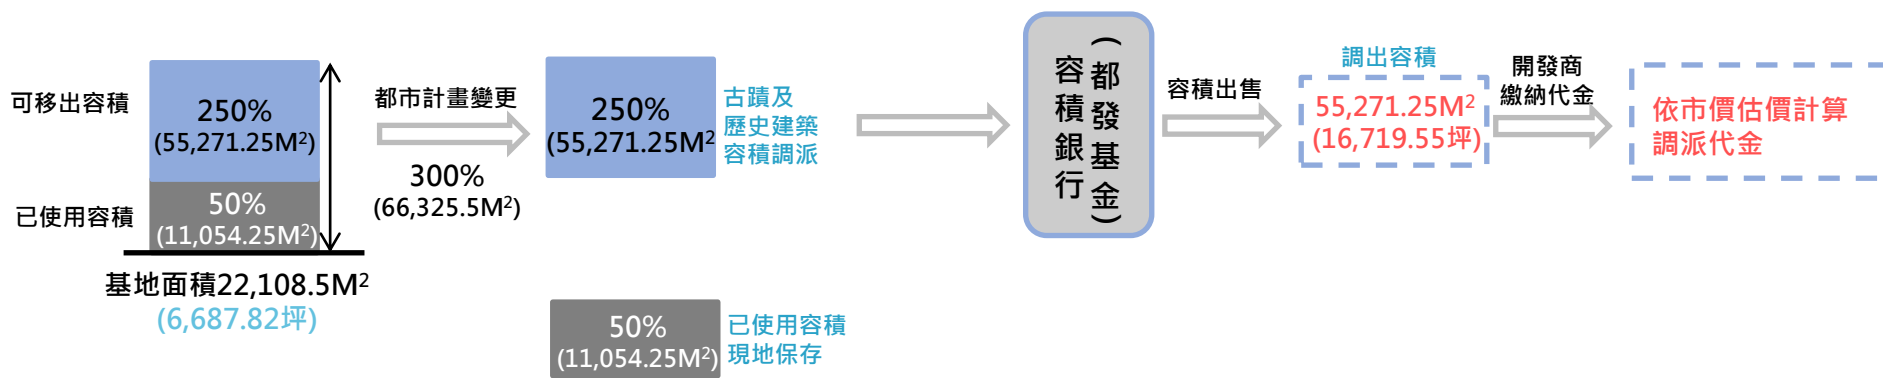 可移出容積
250%
(55,271.25M²)
已使用容積
50%
(11,054.25M²)
基地面積22,108.5M²
(6,687.82坪)
都市計畫變更
300%
(66,325.5M²)
250%
(55,271.25M²
古蹟及
歷史建築
容積調派
50%
(11,054.25M²)
已使用容積
現地保存
容積銀行
(都發基金)
容積出售
調出容積
55,271.25M²
(16,719.55坪)
開發商
繳納代金
依市價估價計算
調派代金